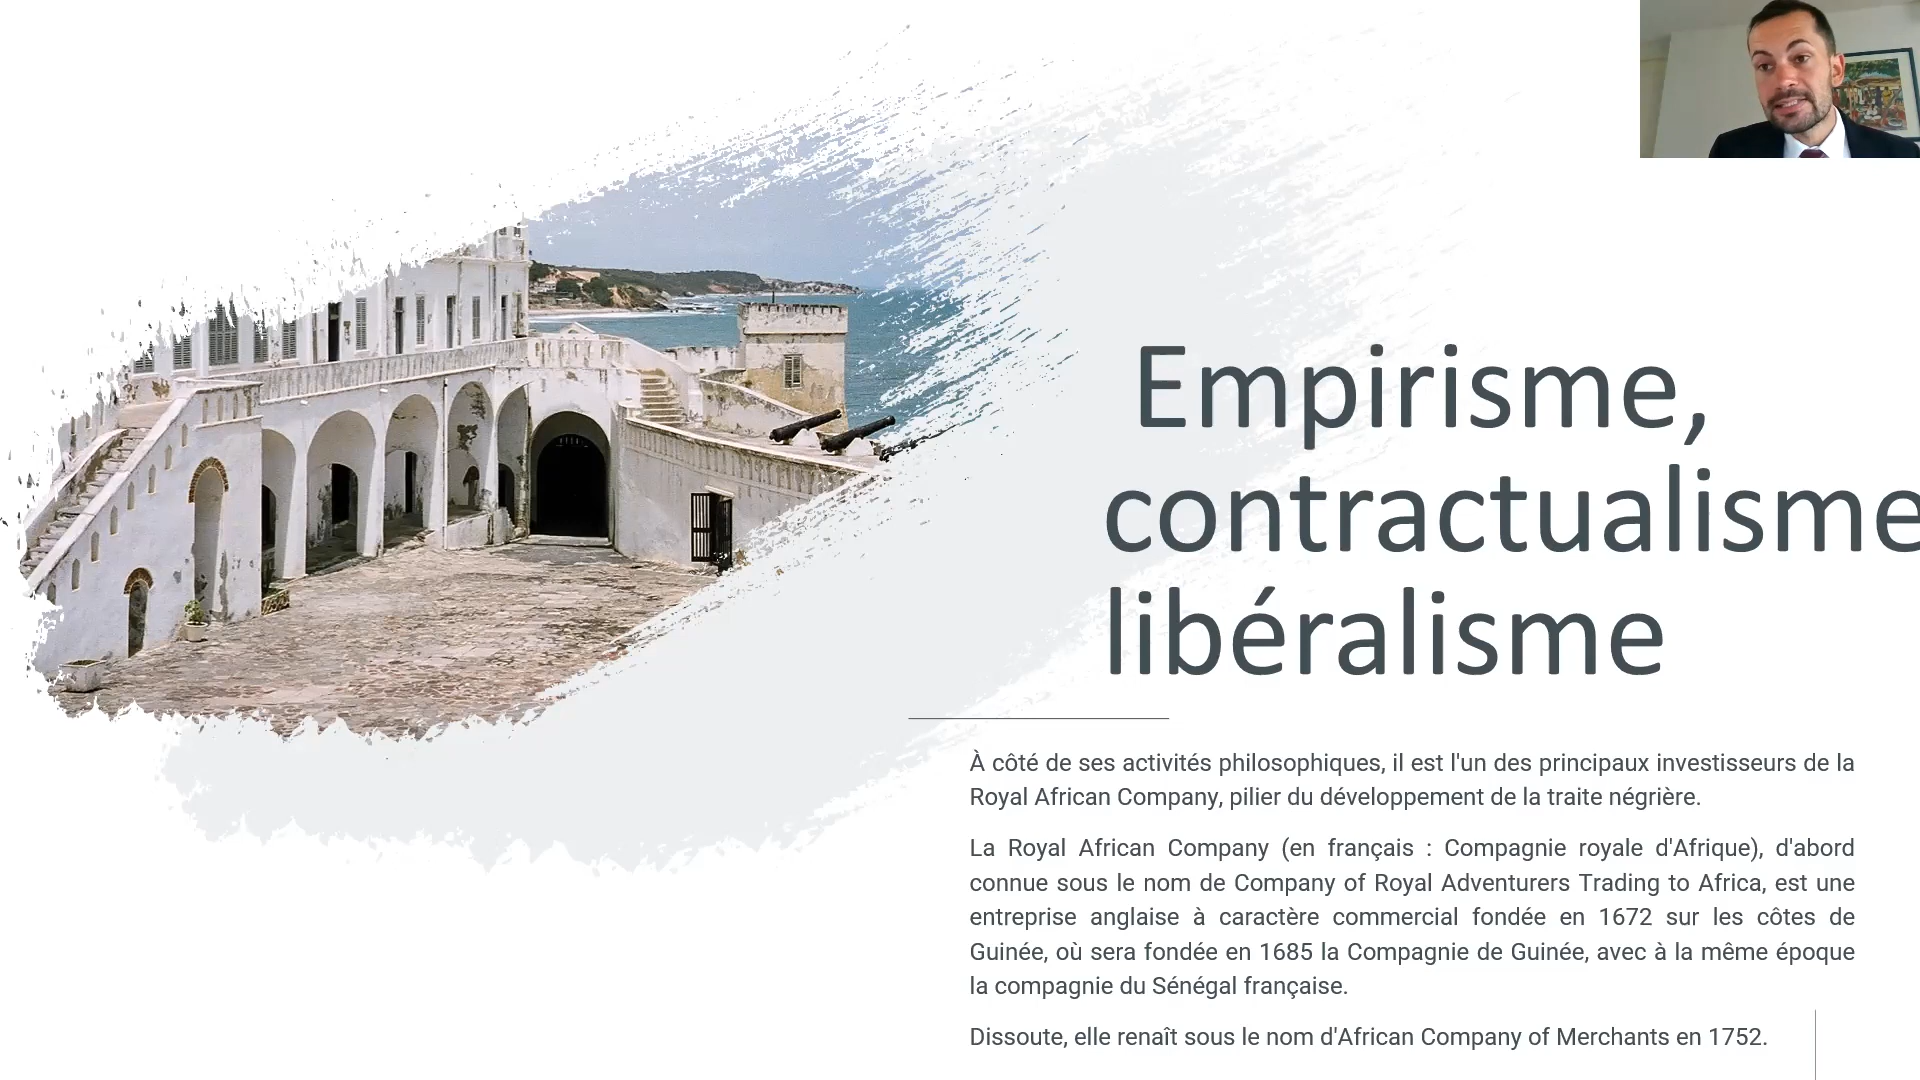 Empirisme,
contractualisme
libéralisme
À côté de ses activités philosophiques, il est l'un des principaux investisseurs de la
Royal African Company, pilier du développement de la traite négrière.
La Royal African Company (en français : Compagnie royale d'Afrique), d'abord
connue sous le nom de Company of Royal Adventurers Trading to Africa, est une
entreprise anglaise à caractère commercial fondée en 1672 sur les côtes de
Guinée, où sera fondée en 1685 la Compagnie de Guinée, avec à la même époque
la compagnie du Sénégal française.
Dissoute, elle renaît sous le nom d'African Company of Merchants en 1752.